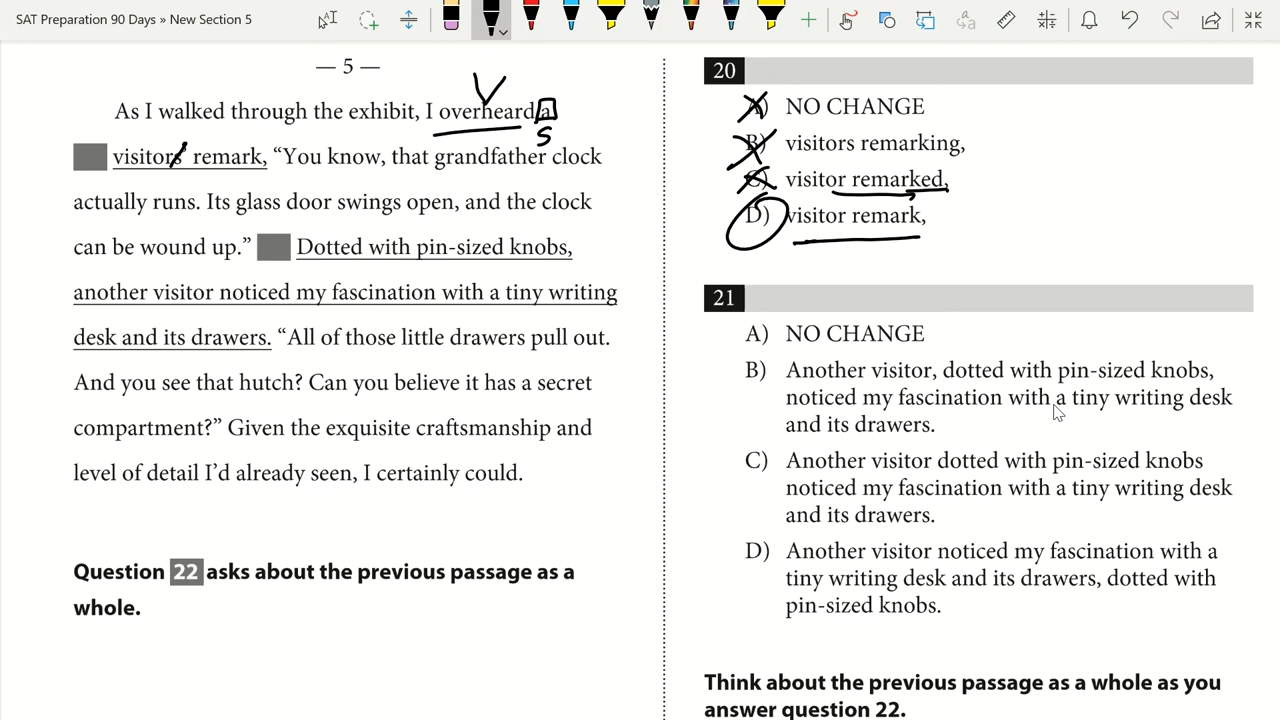 SAT Preparation 90 Days » New Section 5
— 5 —
As I walked through the exhibit, I overheard a
V
S
visitors' remark, “You know, that grandfather clock
actually runs. Its glass door swings open, and the clock
can be wound up.” Dotted with pin-sized knobs,
another visitor noticed my fascination with a tiny writing
desk and its drawers. “All of those little drawers pull out.
And you see that hutch? Can you believe it has a secret
compartment?” Given the exquisite craftsmanship and
level of detail I’d already seen, I certainly could.
Question 22 asks about the previous passage as a
whole.
20
A) NO CHANGE
B) visitors remarking,
C) visitor remarked,
D) visitor remark,
21
A) NO CHANGE
B) Another visitor, dotted with pin-sized knobs,
noticed my fascination with a tiny writing desk
and its drawers.
C) Another visitor dotted with pin-sized knobs
noticed my fascination with a tiny writing desk
and its drawers.
D) Another visitor noticed my fascination with a
tiny writing desk and its drawers, dotted with
pin-sized knobs.
Think about the previous passage as a whole as you
answer question 22.